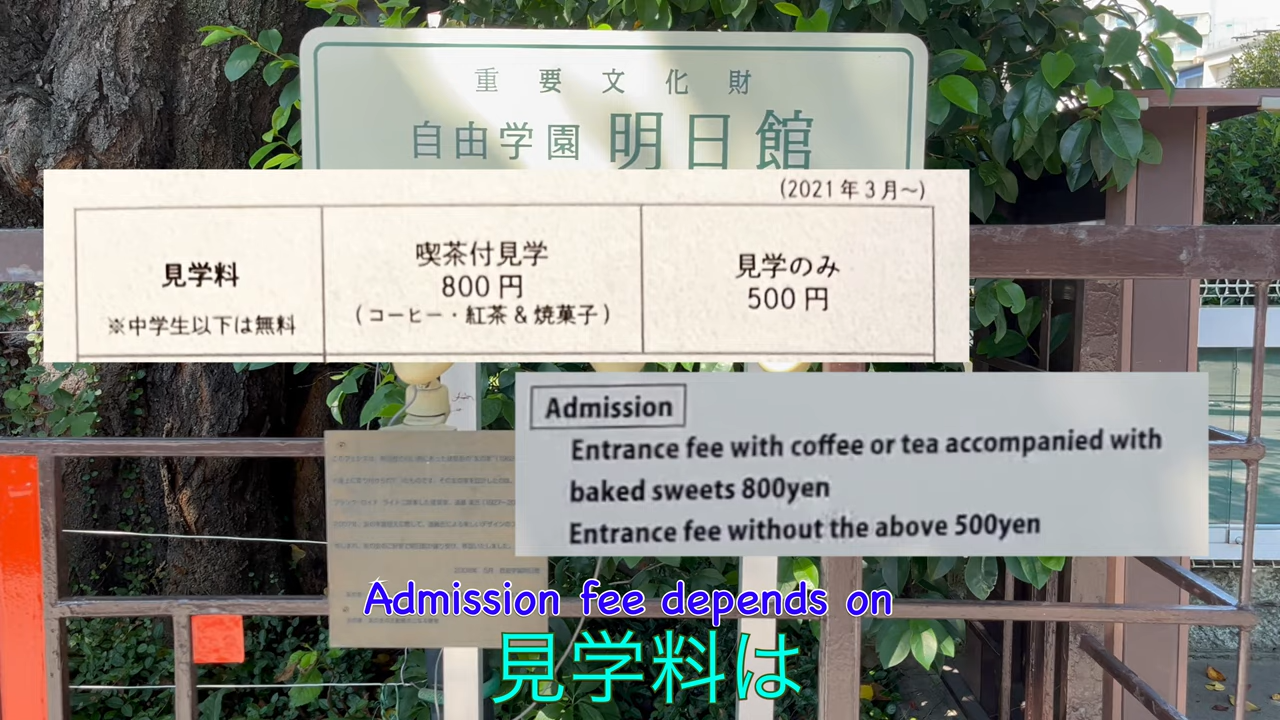 重要文化財
自由学園 明日館
(2021年3月～)
見学料
※中学生以下は無料
喫茶付見学
800円
(コーヒー・紅茶＆焼菓子)
見学のみ
500円
Admission
Entrance fee with coffee or tea accompanied with
baked sweets 800yen
Entrance fee without the above 500yen
Admission fee depends on
見学料は